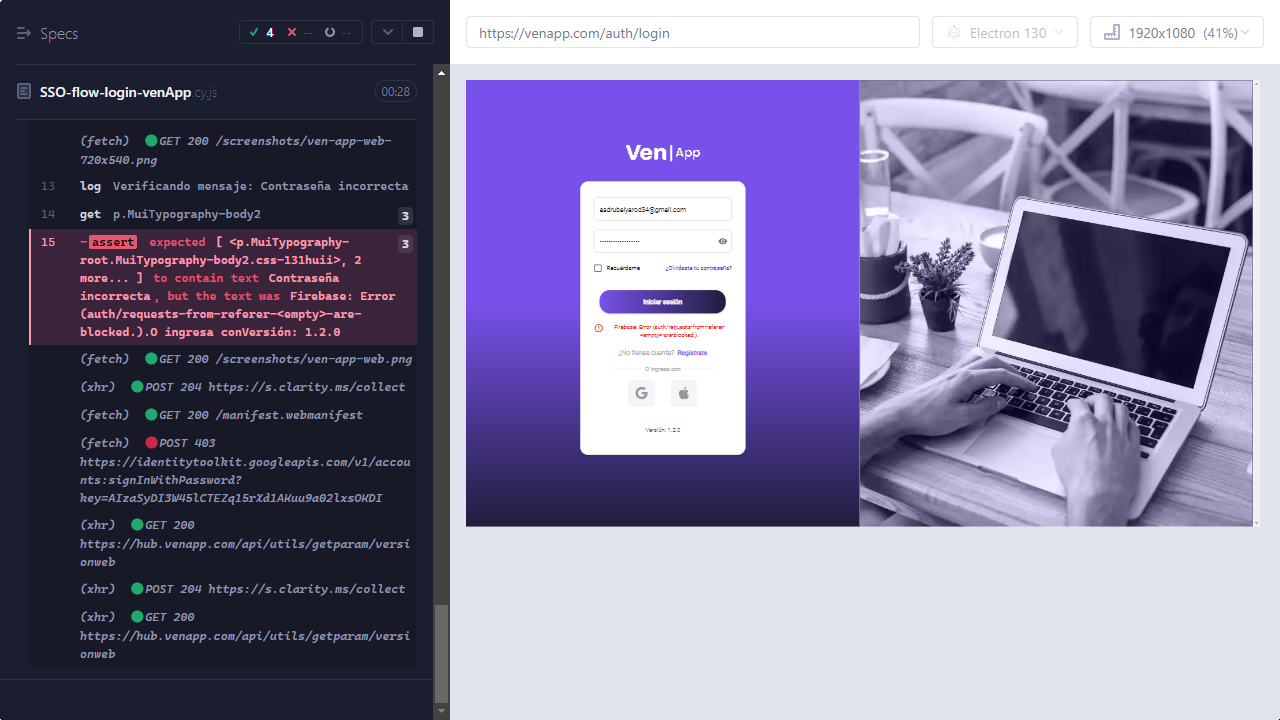 Specs
4 -- --
SSO-flow-login-venApp.cy.js
00:28
(fetch) GET 200 /screenshots/ven-app-web-
720x540.png
13 log Verificando mensaje: Contraseña incorrecta
14 get p.MuiTypography-body2 3
15 -assert expected [ <p.MuiTypography- 3
root.MuiTypography-body2.css-131huii>, 2
more... ] to contain text Contraseña
incorrecta, but the text was Firebase: Error
(auth/requests-from-referer-<empty>-are-
blocked.).O ingresa conVersión: 1.2.0
(fetch) GET 200 /screenshots/ven-app-web.png
(xhr) POST 204 https://s.clarity.ms/collect
(fetch) GET 200 /manifest.webmanifest
(fetch) POST 403
https://identitytoolkit.googleapis.com/v1/accou
nts:signInWithPassword?
key=AIzaSyDI3W45lCTEZq15rXd1AKuu9a02lxsOKDI
(xhr) GET 200
https://hub.venapp.com/api/utils/getparam/versi
onweb
(xhr) POST 204 https://s.clarity.ms/collect
(xhr) GET 200
https://hub.venapp.com/api/utils/getparam/versi
onweb
https://venapp.com/auth/login
Electron 130
1920x1080 (41%)
Ven|App
asdrubalyarod34@gmail.com
Recuérdame
¿Olvidaste tu contraseña?
Iniciar sesión
Firebase: Error (auth/requests-from-referer-
<empty>-are-blocked.).
¿No tienes cuenta? Regístrate
O ingresa con
Versión: 1.2.0